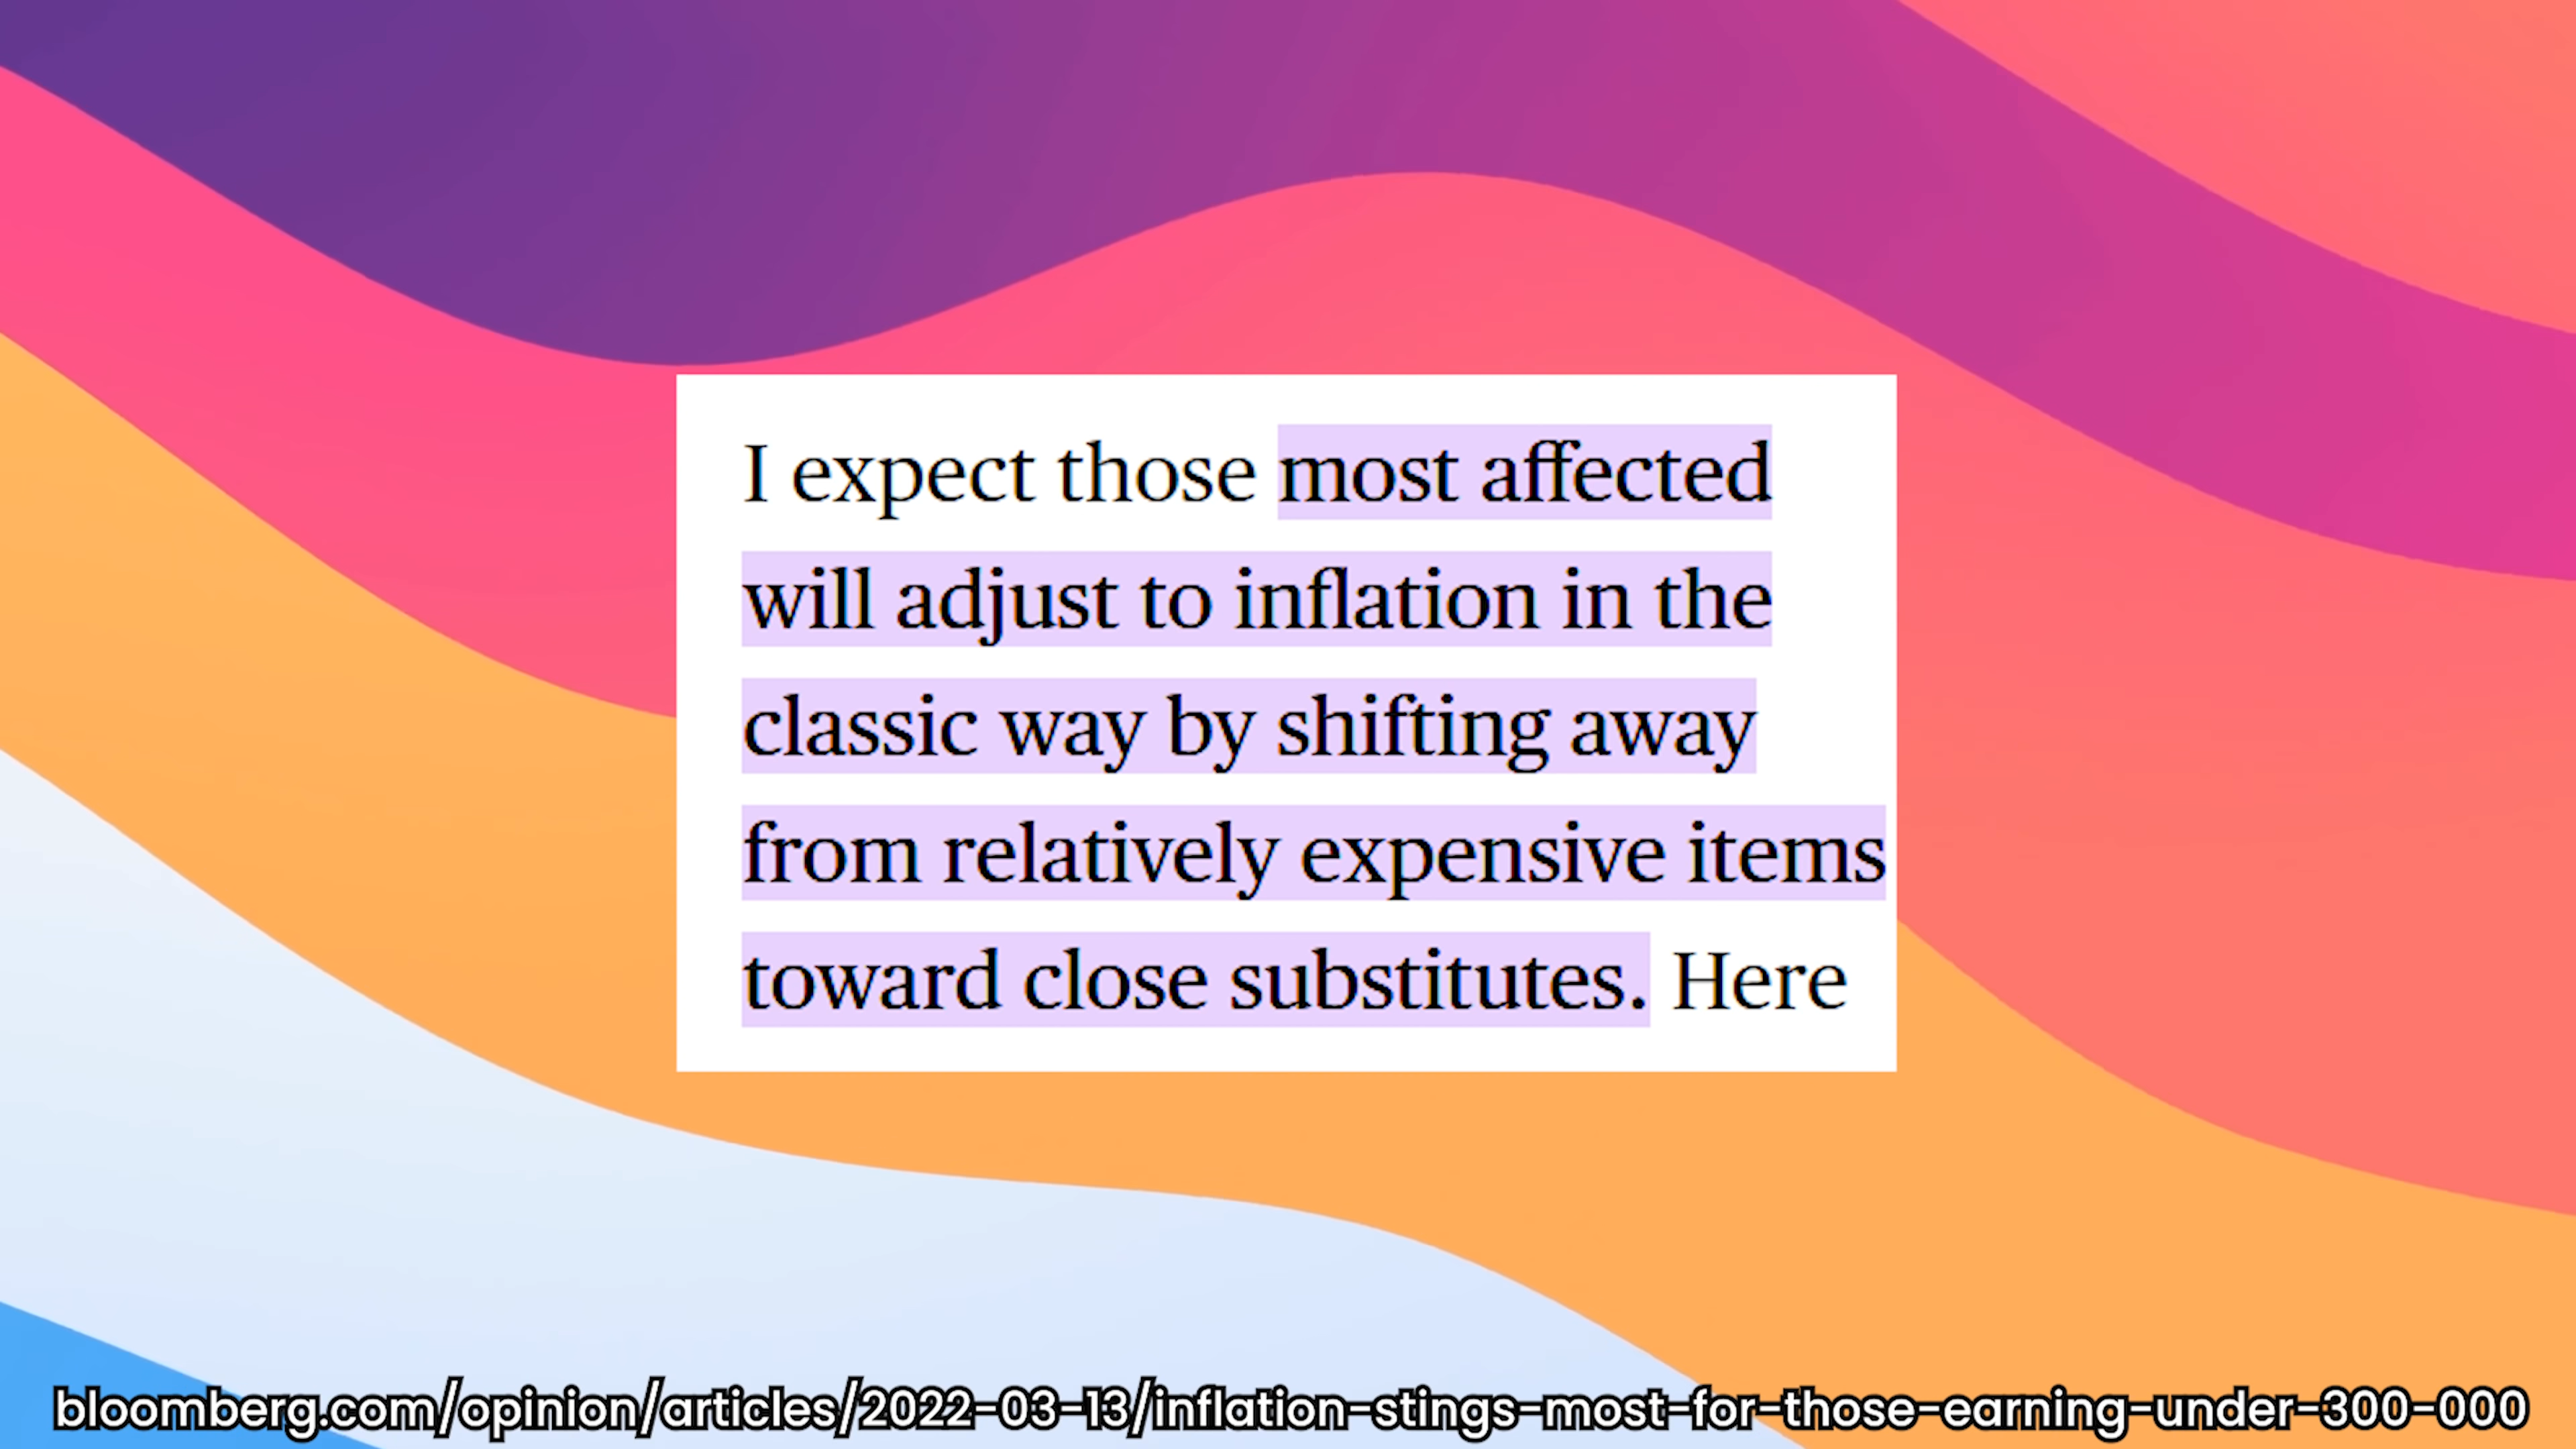 I expect those most affected
will adjust to inflation in the
classic way by shifting away
from relatively expensive items
toward close substitutes. Here
bloomberg.com/opinion/articles/2022-03-13/inflation-stings-most-for-those-earning-under-300-000